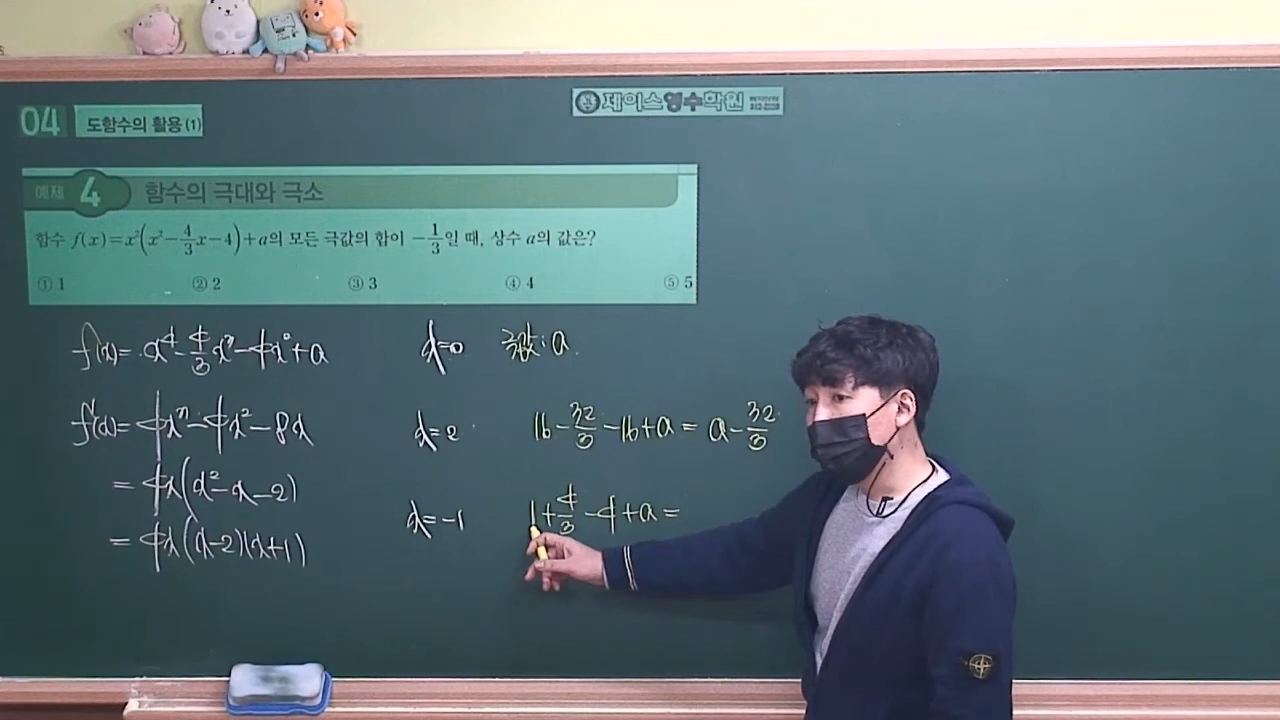 제이스영수학원
04 도함수의 활용(1)
예제 4 함수의 극대와 극소
함수 f(x)=x²(x²-4/3x-4)+a의 모든 극값의 합이 -1/3일 때, 상수 a의 값은?
① 1 ② 2 ③ 3 ④ 4 ⑤ 5
f(x)= x⁴-4/3x³-4x²+a
x=0 극값: a
f'(x)= 4x³-4x²-8x
x=2 16-32/3-16+a= a-32/3
= 4x(x²-x-2)
x=-1 1+4/3-4+a=
= 4x(x-2)(x+1)